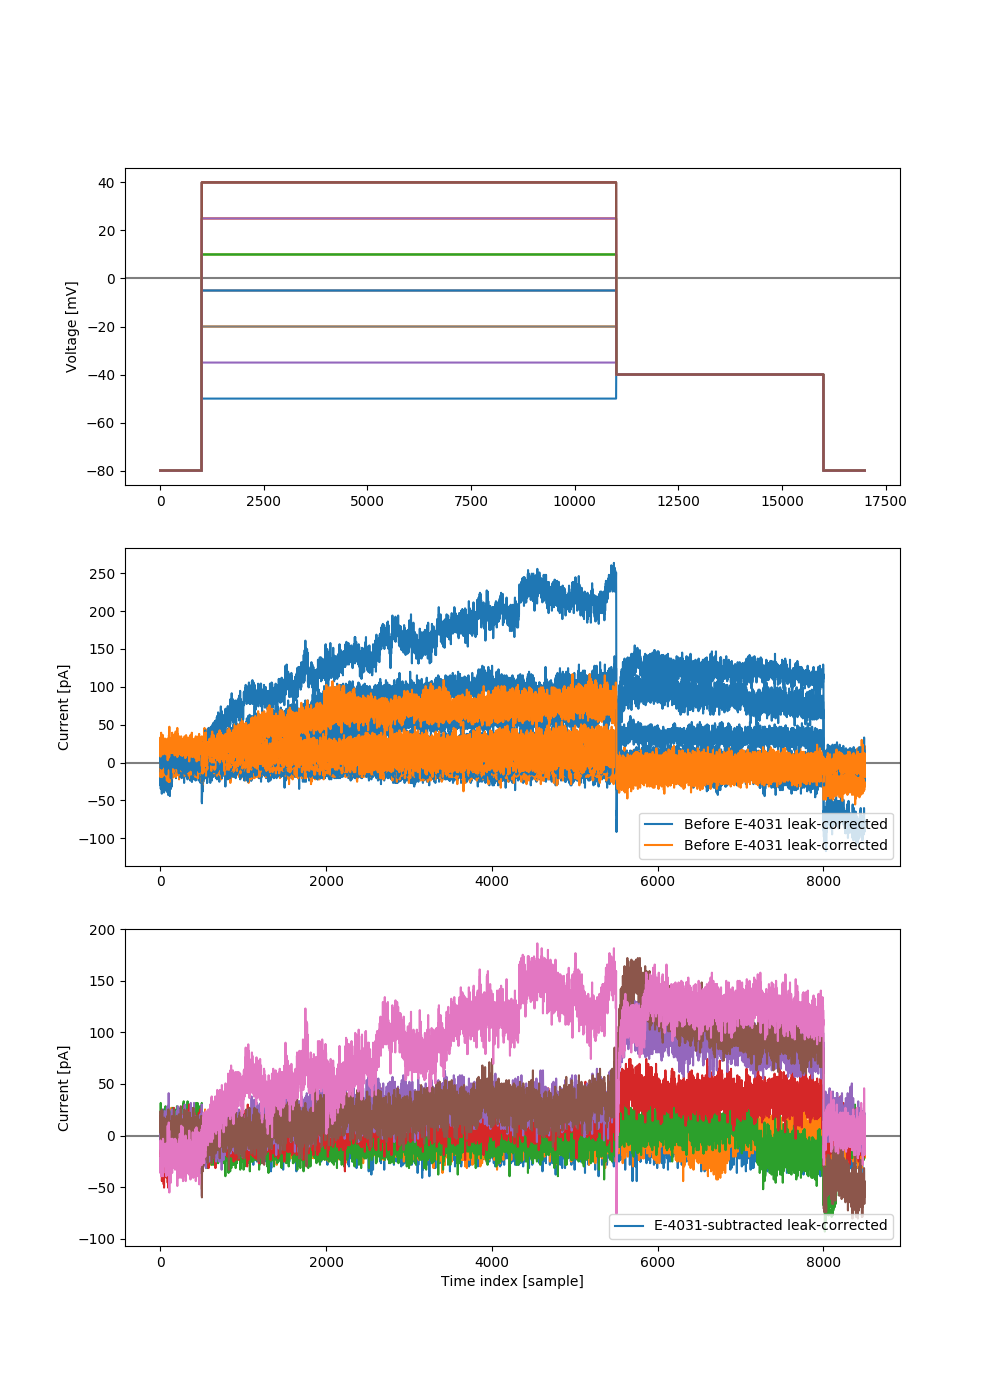 40
20
0
−20
−40
−60
−80
Voltage [mV]
0 2500 5000 7500 10000 12500 15000 17500
250
200
150
100
50
0
−50
−100
Current [pA]
Before E-4031 leak-corrected
Before E-4031 leak-corrected
0 2000 4000 6000 8000
200
150
100
50
0
−50
−100
Current [pA]
E-4031-subtracted leak-corrected
0 2000 4000 6000 8000
Time index [sample]